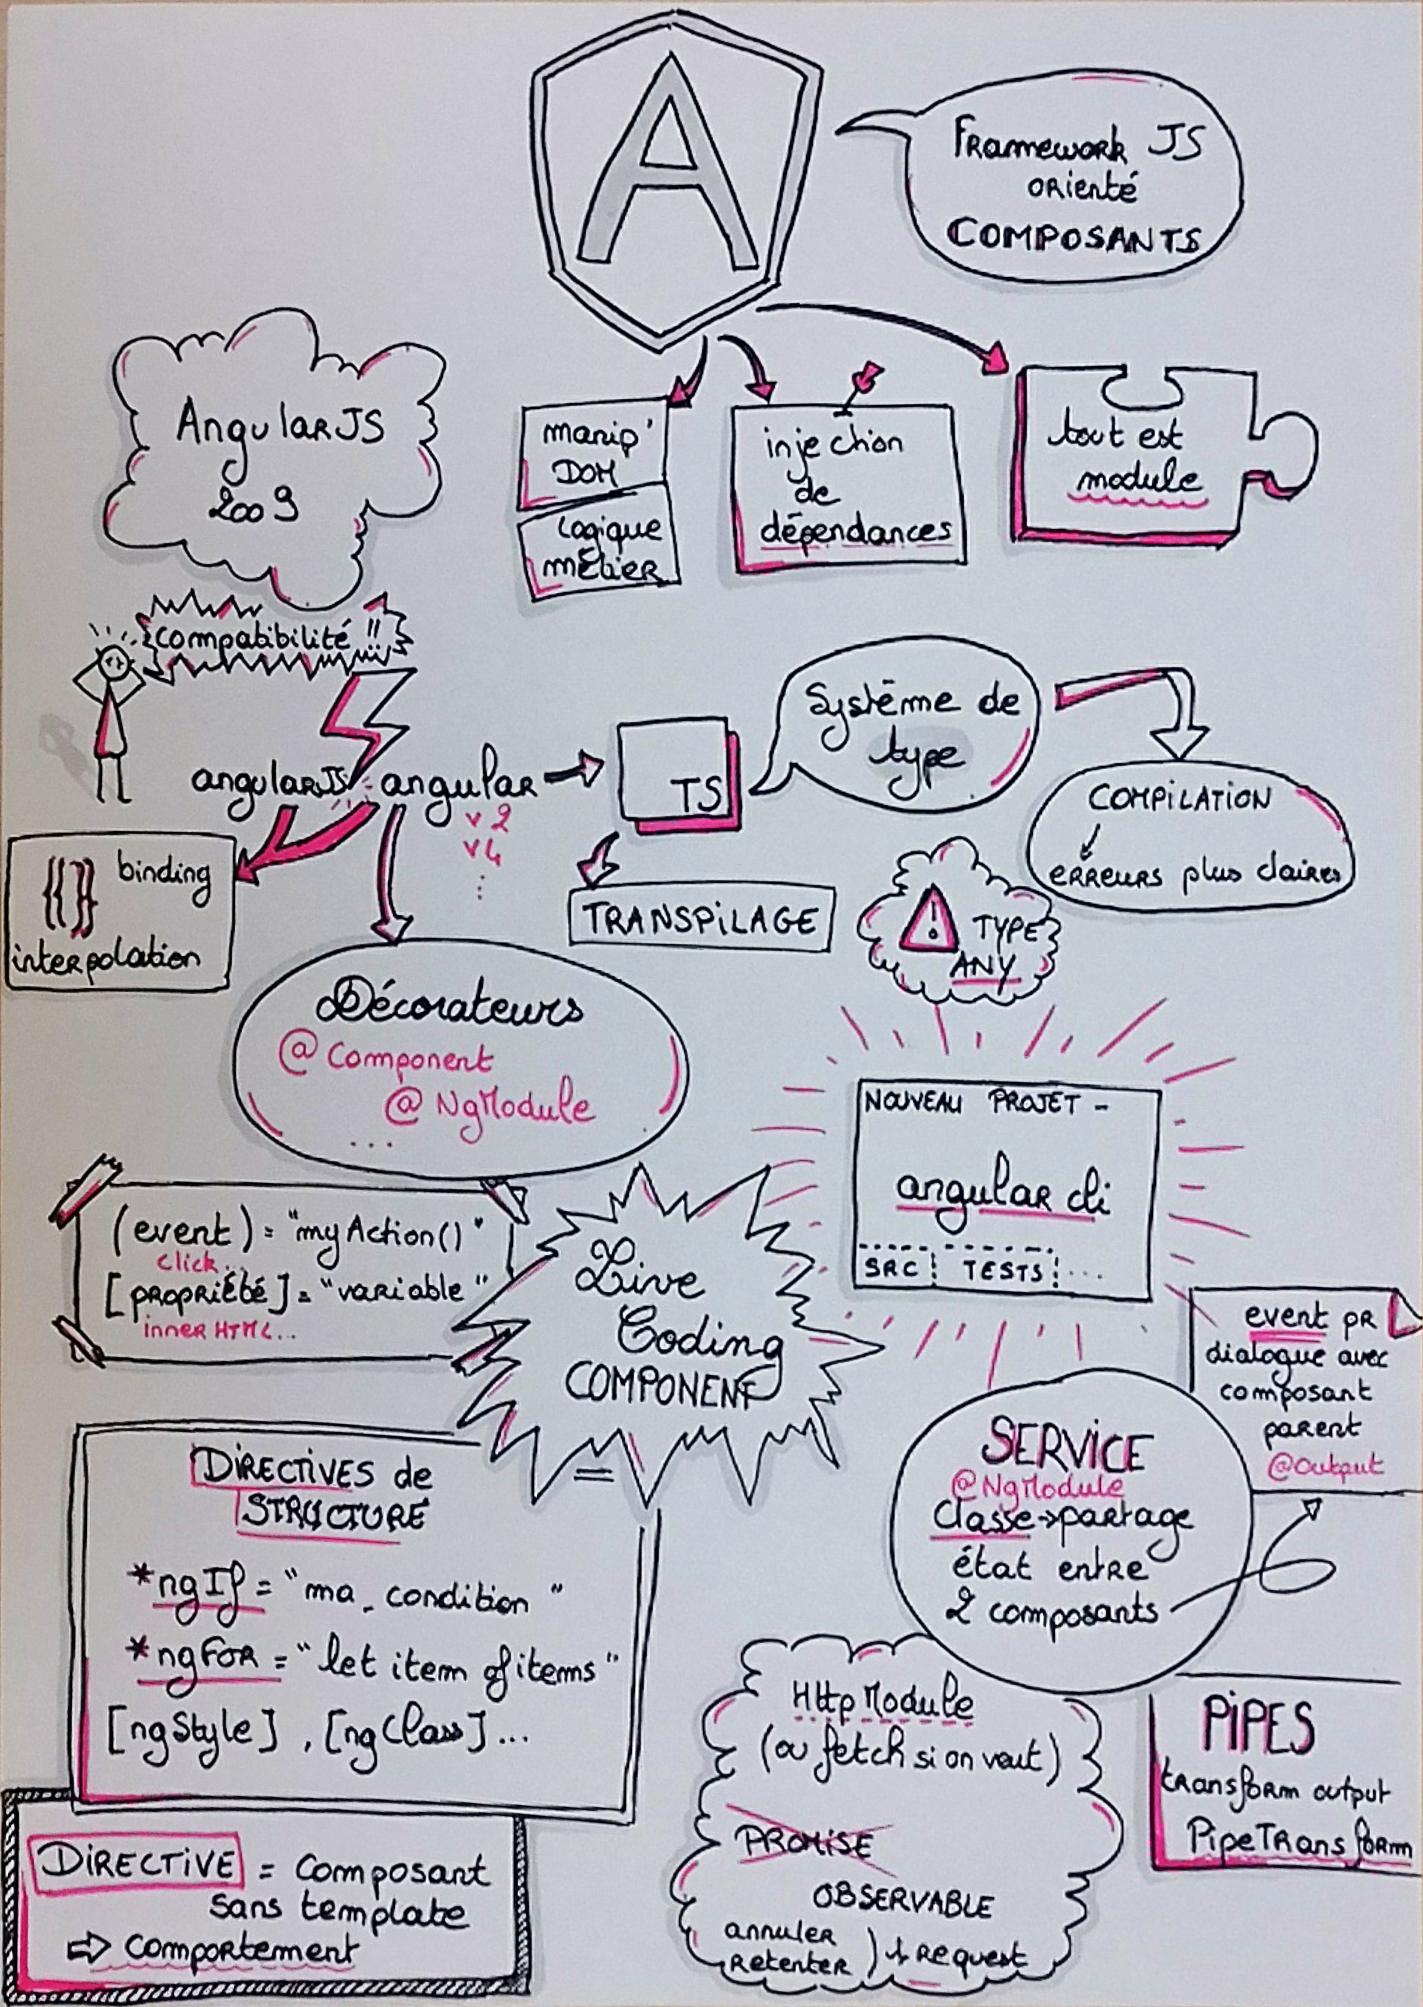 A
Framework JS
orienté
COMPOSANTS
AngularJS
2009
manip'
DOM
logique
métier
injection
de
dépendances
tout est
module
compatibilité !!
angularJS
angular
v2
v4
⋮
TS
Système de
type
COMPILATION
erreurs plus claires
TRANSPILAGE
! TYPE
ANY
{{}} binding
interpolation
Décorateurs
@Component
@NgModule
...
NOUVEAU PROJET -
angular cli
SRC TESTS ...
(event) = "myAction()"
click...
[propriété] = "variable"
innerHTML...
Live
Coding
COMPONENT
event pr
dialogue avec
composant
parent
@Output
SERVICE
@NgModule
Classe → partage
état entre
2 composants
DIRECTIVES de
STRUCTURE
*ngIf = "ma_condition"
*ngFor = "let item of items"
[ngStyle], [ngClass]...
HttpModule
(ou fetch si on veut)
PROMISE
OBSERVABLE
annuler
retenter ) request
PIPES
transform output
PipeTransform
DIRECTIVE = composant
sans template
⇨ comportement